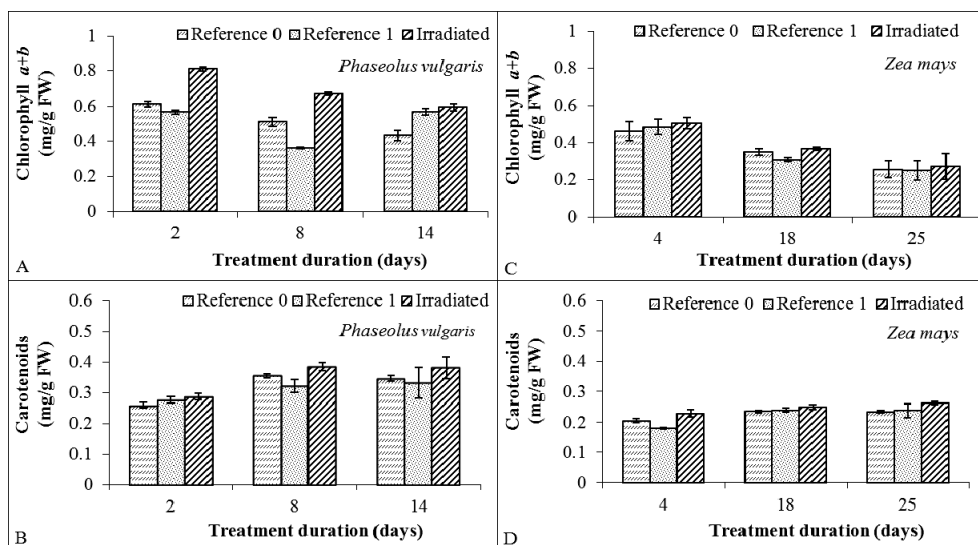 1
Reference 0 Reference 1 Irradiated
Phaseolus vulgaris
Chlorophyll a+b
(mg/g FW)
0.8
0.6
0.4
0.2
0
2 8 14
Treatment duration (days)
A
1
Reference 0 Reference 1 Irradiated
Zea mays
Chlorophyll a+b
(mg/g FW)
0.8
0.6
0.4
0.2
0
4 18 25
Treatment duration (days)
C
0.6
Reference 0 Reference 1 Irradiated
Phaseolus vulgaris
Carotenoids
(mg/g FW)
0.5
0.4
0.3
0.2
0.1
0
2 8 14
Treatment duration (days)
B
0.6
Reference 0 Reference 1 Irradiated
Zea mays
Carotenoids
(mg/g FW)
0.5
0.4
0.3
0.2
0.1
0
4 18 25
Treatment duration (days)
D